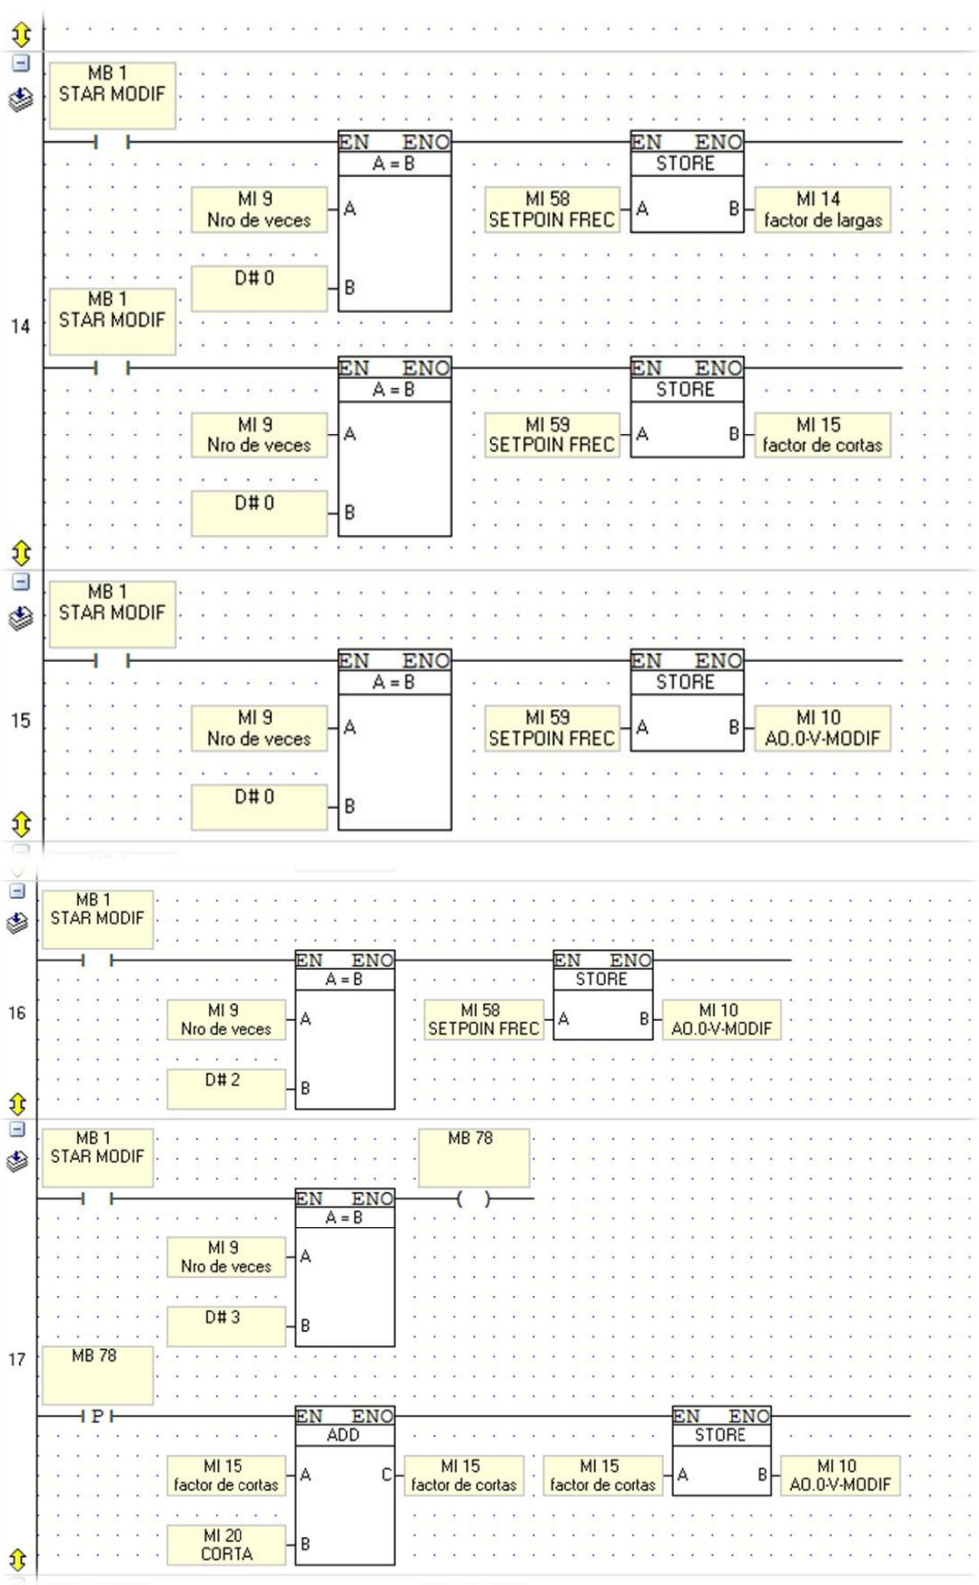 MB 1
STAR MODIF
EN ENO
A = B
EN ENO
STORE
MI 9
Nro de veces
A
MI 58
SETPOIN FREC
A
B
MI 14
factor de largas
D# 0
B
14
MB 1
STAR MODIF
EN ENO
A = B
EN ENO
STORE
MI 9
Nro de veces
A
MI 59
SETPOIN FREC
A
B
MI 15
factor de cortas
D# 0
B
MB 1
STAR MODIF
EN ENO
A = B
EN ENO
STORE
15
MI 9
Nro de veces
A
MI 59
SETPOIN FREC
A
B
MI 10
AO.0-V-MODIF
D# 0
B
MB 1
STAR MODIF
EN ENO
A = B
EN ENO
STORE
16
MI 9
Nro de veces
A
MI 58
SETPOIN FREC
A
B
MI 10
AO.0-V-MODIF
D# 2
B
MB 1
STAR MODIF
MB 78
EN ENO
A = B
( )
MI 9
Nro de veces
A
D# 3
B
17
MB 78
P
EN ENO
ADD
EN ENO
STORE
MI 15
factor de cortas
A
C
MI 15
factor de cortas
MI 15
factor de cortas
A
B
MI 10
AO.0-V-MODIF
MI 20
CORTA
B